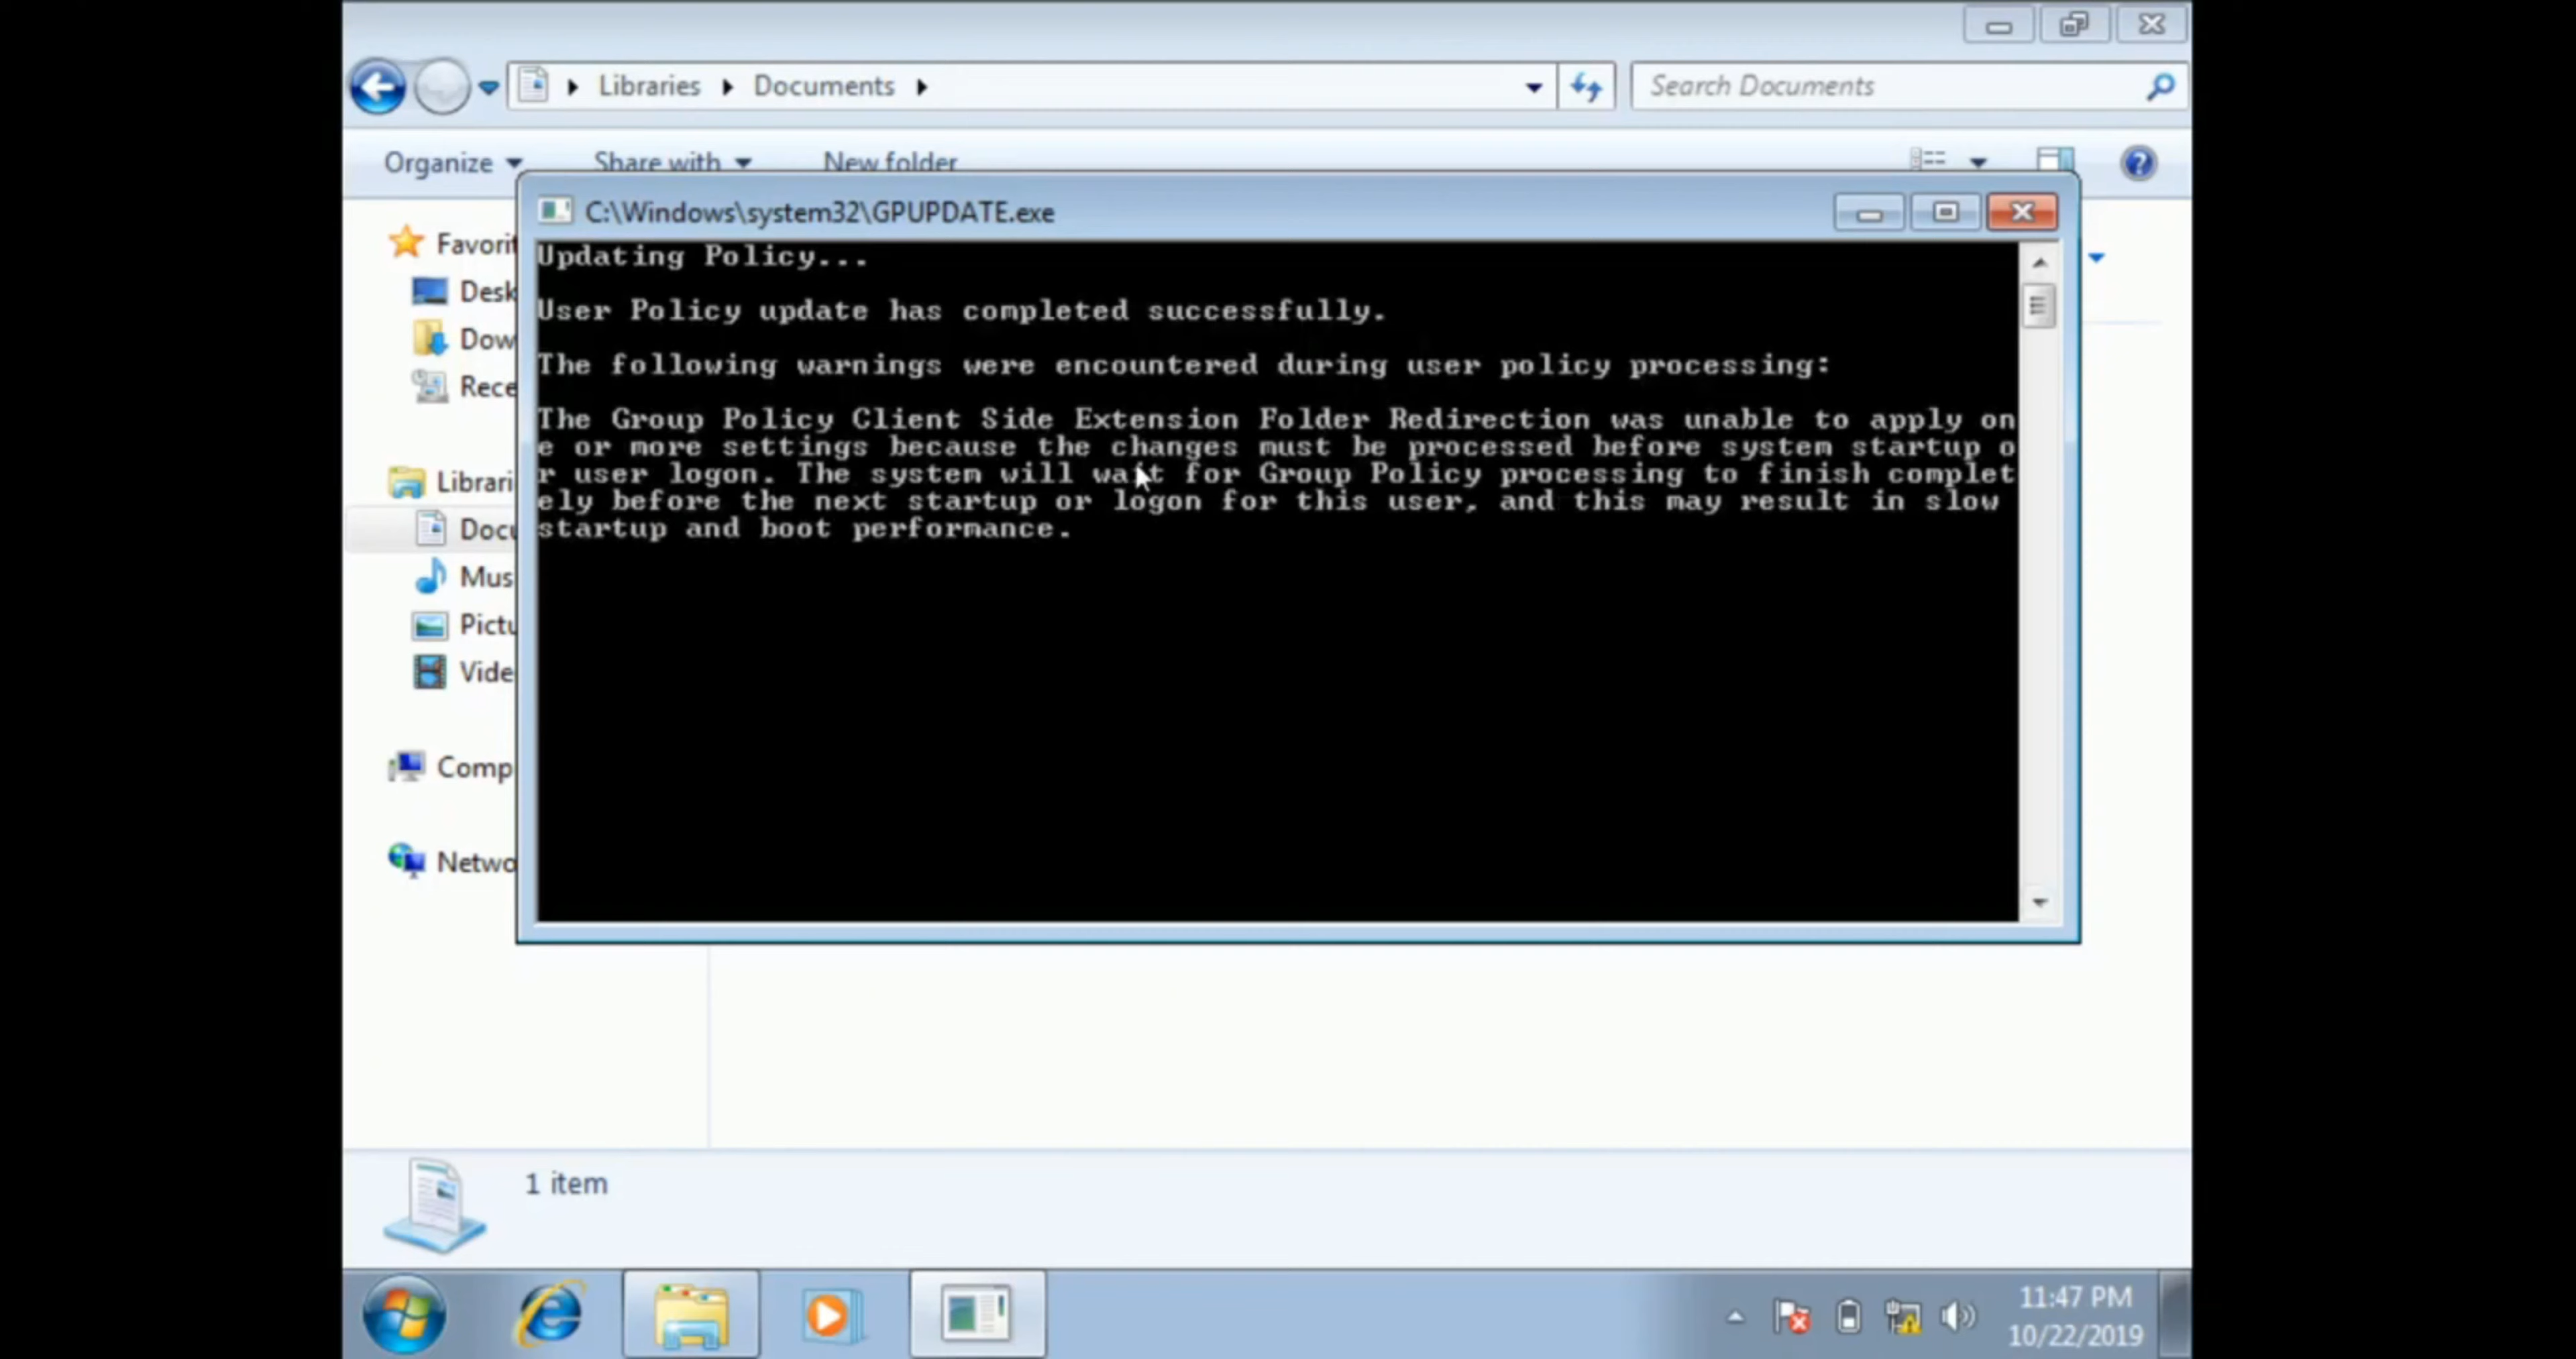 Libraries Documents
Search Documents
Organize Share with New folder
C:\Windows\system32\GPUPDATE.exe
Updating Policy...
User Policy update has completed successfully.
The following warnings were encountered during user policy processing:
The Group Policy Client Side Extension Folder Redirection was unable to apply on
e or more settings because the changes must be processed before system startup o
r user logon. The system will wait for Group Policy processing to finish complet
ely before the next startup or logon for this user, and this may result in slow
startup and boot performance.
Favorit
Desk
Dow
Rece
Librari
Docu
Mus
Pictu
Vide
Comp
Netwo
1 item
11:47 PM
10/22/2019